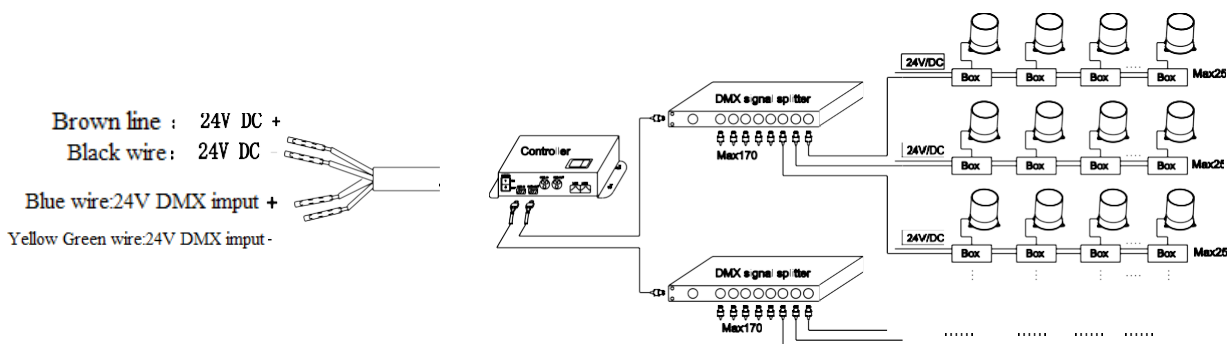 Brown line : 24V DC +
Black wire: 24V DC -
Blue wire:24V DMX imput +
Yellow Green wire:24V DMX imput -
Controller
DMX signal splitter
Max170
24V/DC
Box Box Box .... Box Max25
24V/DC
Box Box Box .... Box Max25
24V/DC
Box Box Box .... Box Max25
DMX signal splitter
Max170